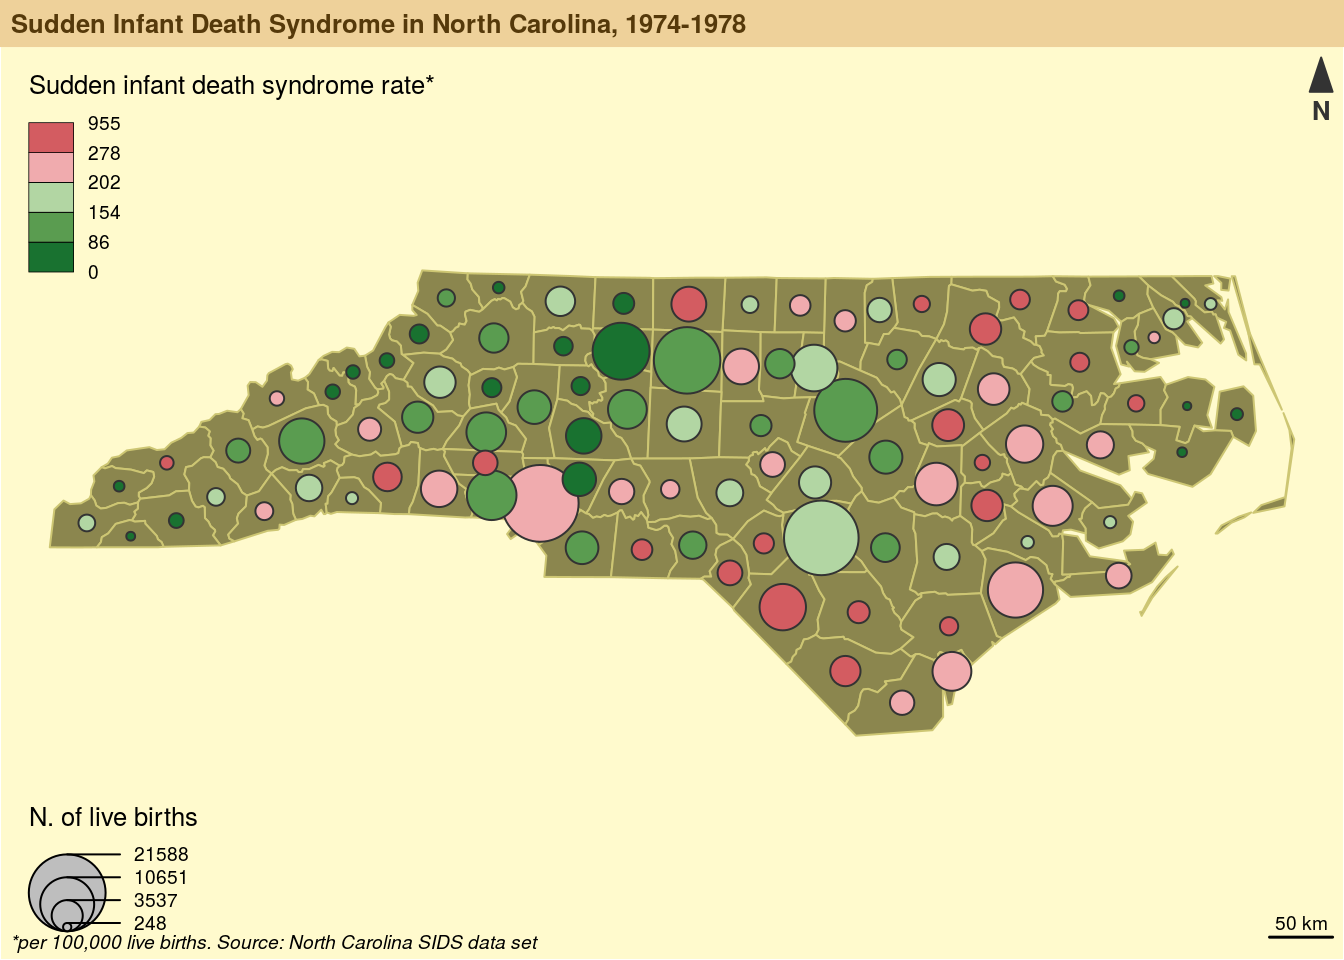 Sudden Infant Death Syndrome in North Carolina, 1974-1978
Sudden infant death syndrome rate*
N
955
278
202
154
86
0
N. of live births
21588
10651
3537
248
50 km
*per 100,000 live births. Source: North Carolina SIDS data set